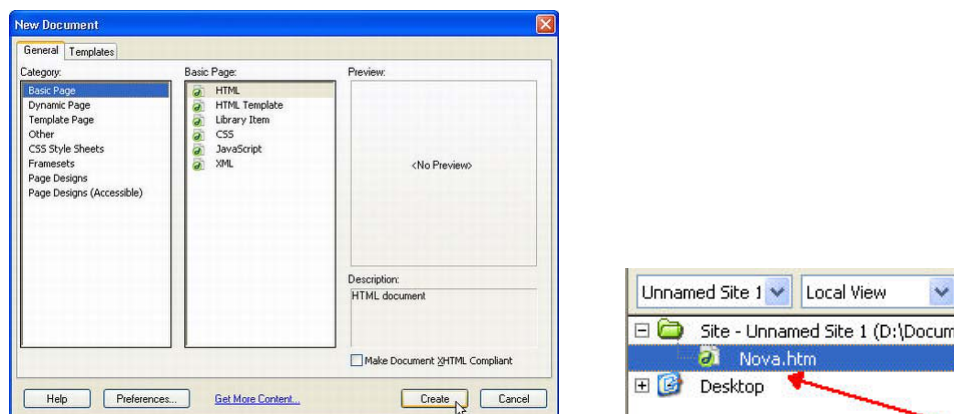 New Document
General Templates
Category: Basic Page: Preview:
Basic Page
Dynamic Page
Template Page
Other
CSS Style Sheets
Framesets
Page Designs
Page Designs (Accessible)
HTML
HTML Template
Library Item
CSS
JavaScript
XML
<No Preview>
Description:
HTML document
Make Document XHTML Compliant
Help Preferences... Get More Content... Create Cancel
Unnamed Site 1 Local View
Site - Unnamed Site 1 (D:\Docum
Nova.htm
Desktop